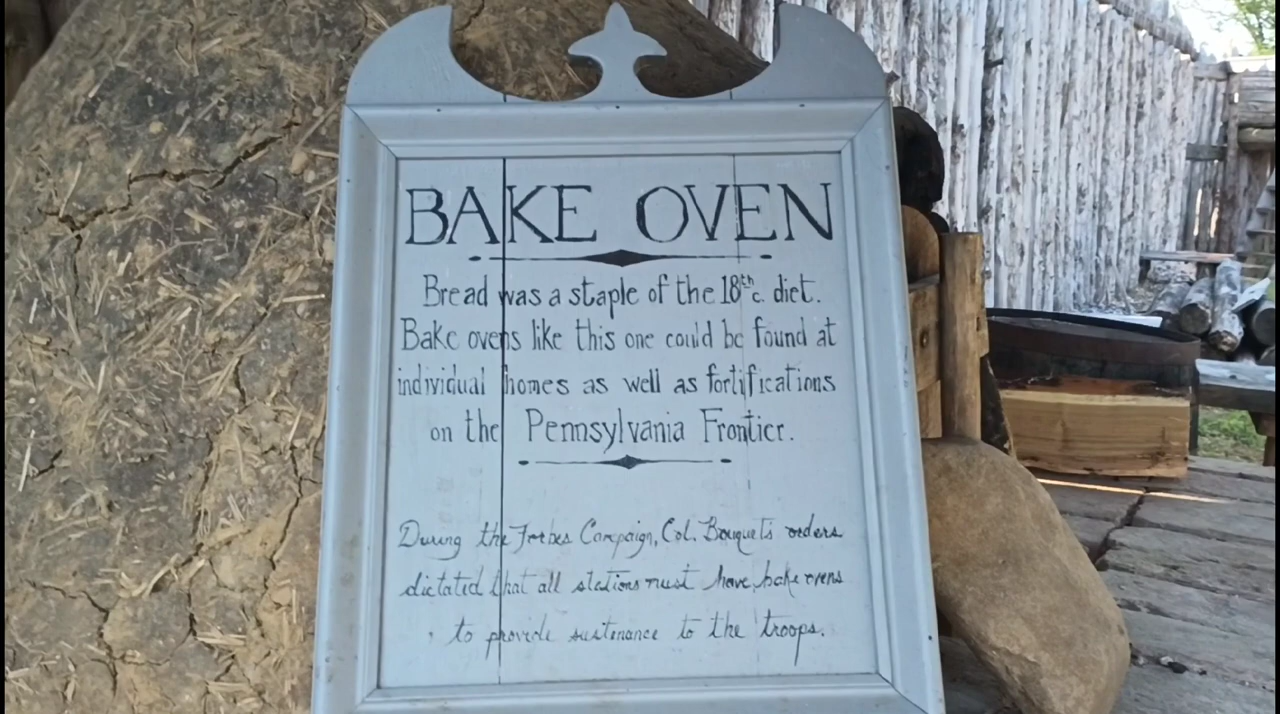 BAKE OVEN
Bread was a staple of the 18th c. diet.
Bake ovens like this one could be found at
individual homes as well as fortifications
on the Pennsylvania Frontier.
During the Forbes Campaign, Col. Bouquet's orders
dictated that all stations must have bake ovens
to provide sustenance to the troops.